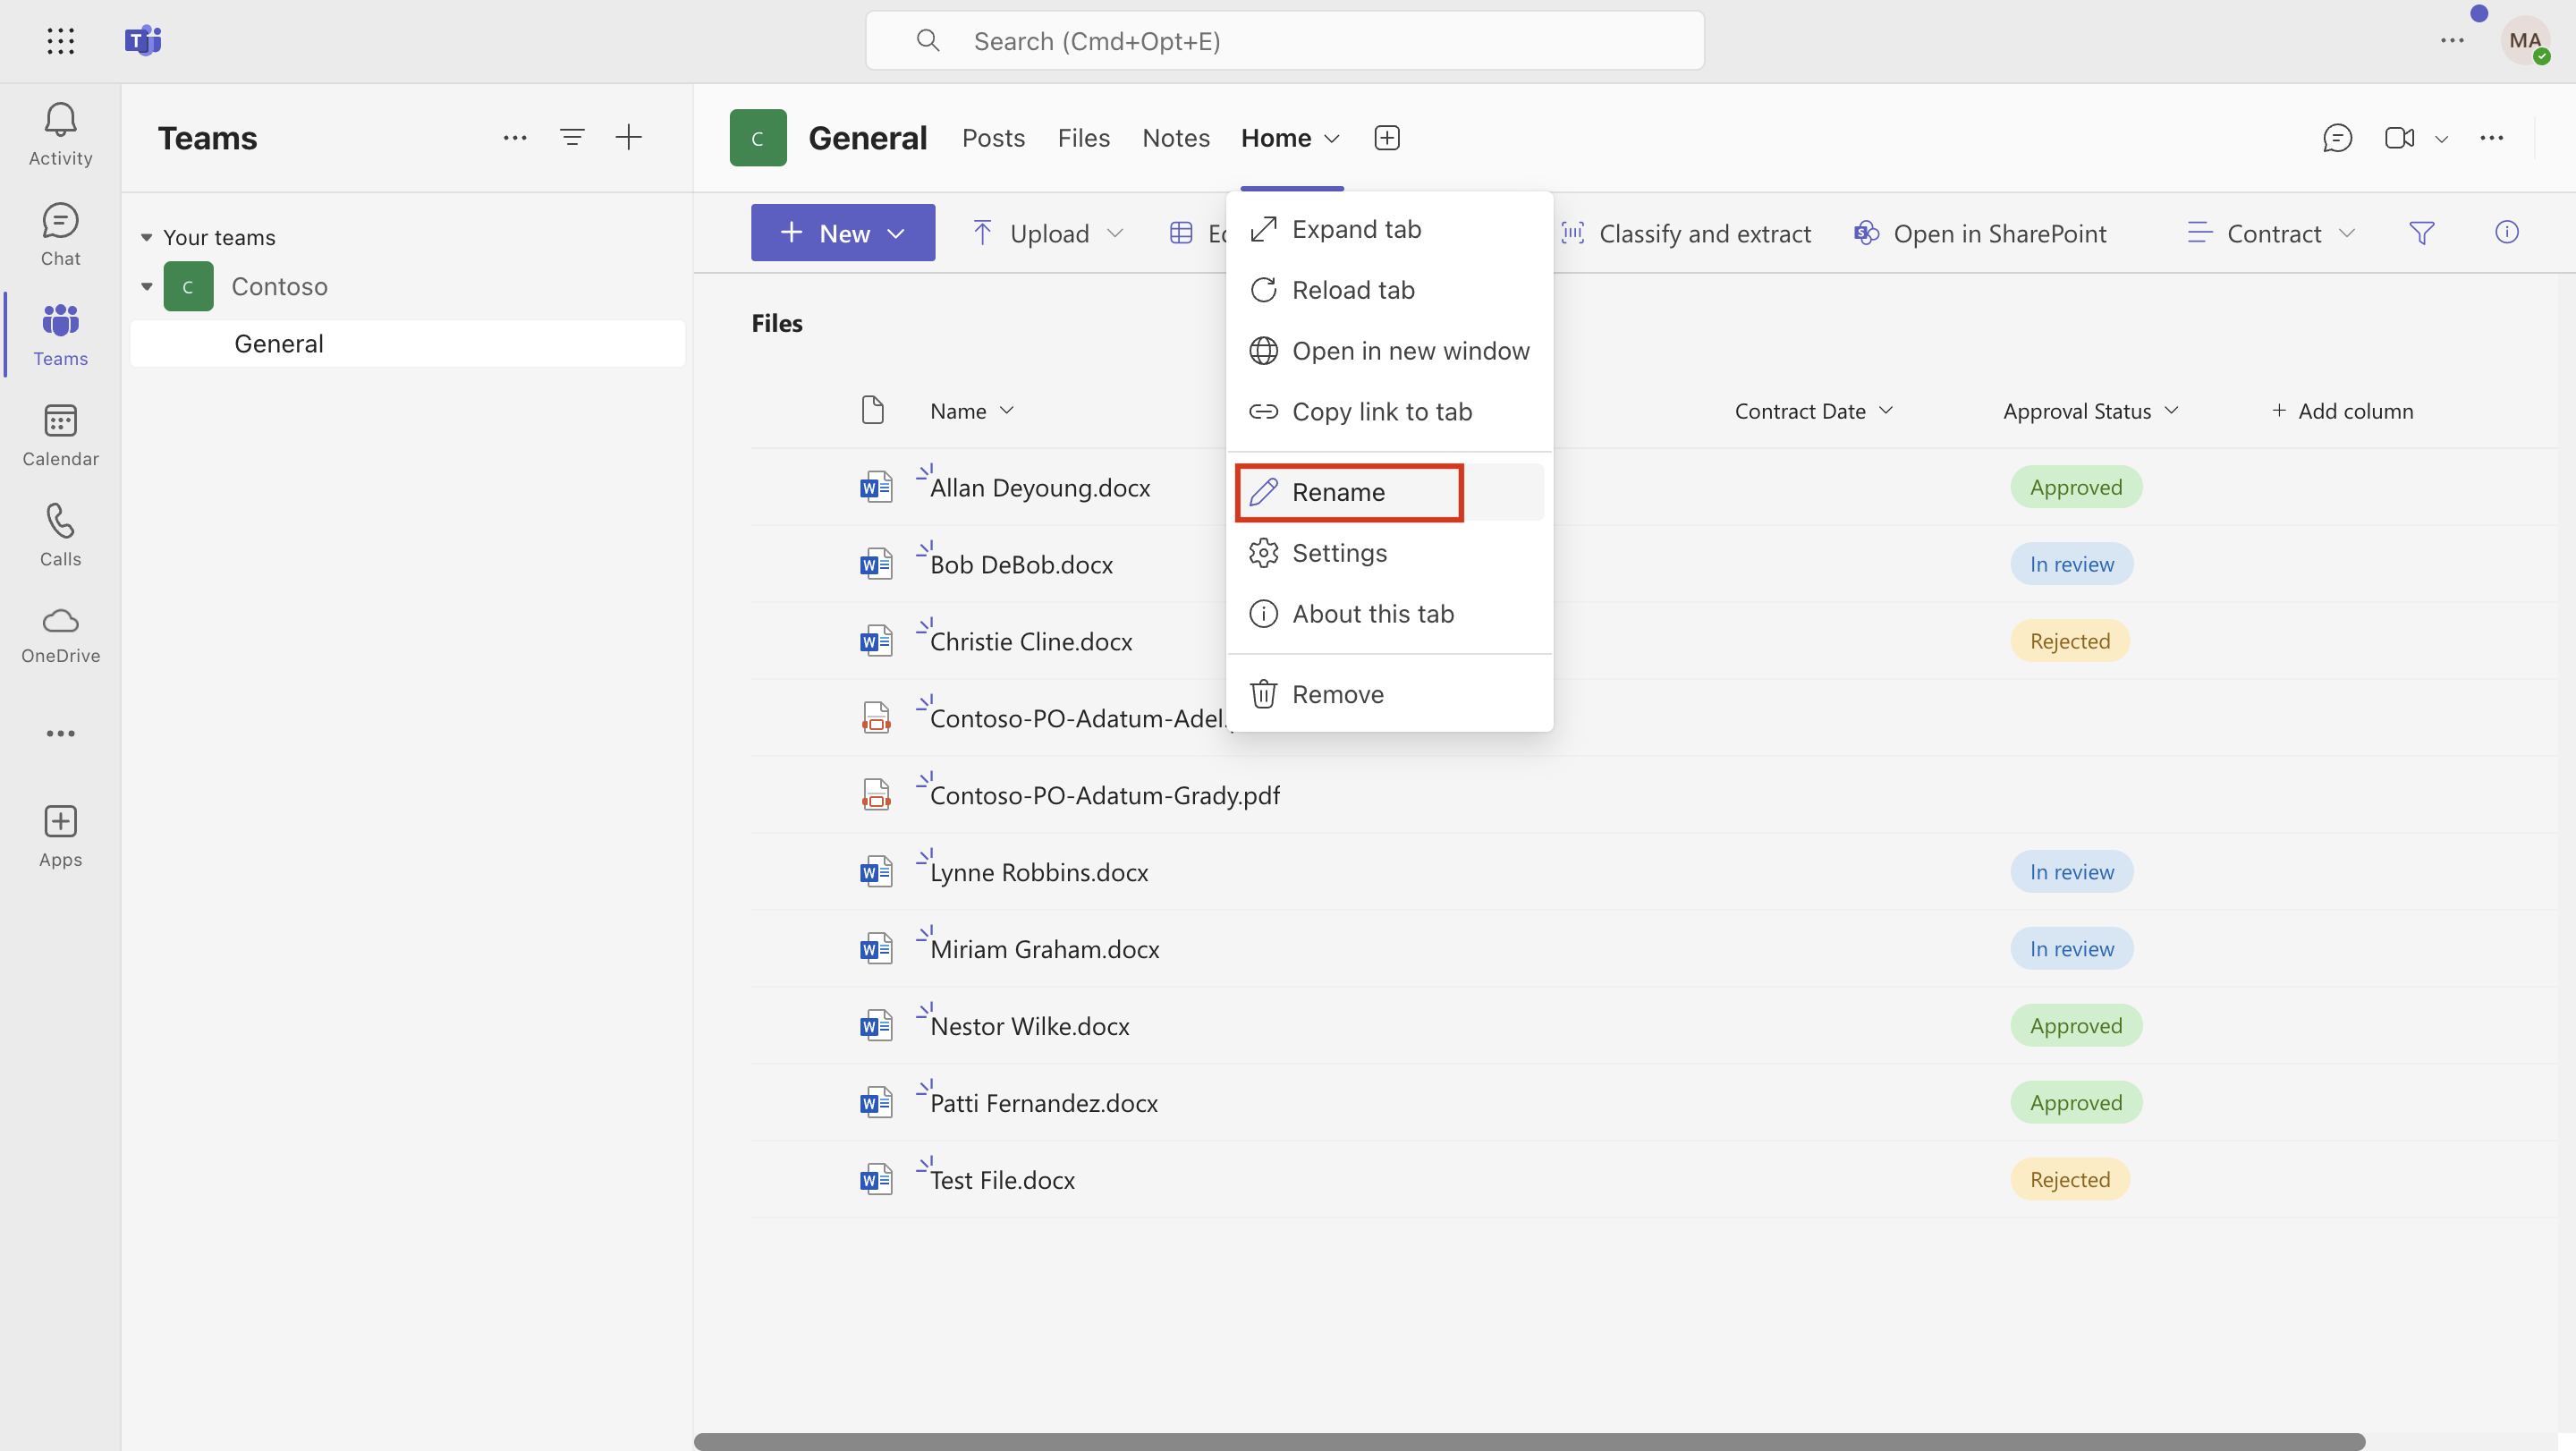 Search (Cmd+Opt+E)
MA
Activity
Chat
Teams
Calendar
Calls
OneDrive
Apps
Teams
Your teams
C Contoso
General
C General Posts Files Notes Home
New Upload Classify and extract Open in SharePoint Contract
Expand tab
Reload tab
Open in new window
Copy link to tab
Rename
Settings
About this tab
Remove
Files
Name Contract Date Approval Status Add column
Allan Deyoung.docx Approved
Bob DeBob.docx In review
Christie Cline.docx Rejected
Contoso-PO-Adatum-Adel.
Contoso-PO-Adatum-Grady.pdf
Lynne Robbins.docx In review
Miriam Graham.docx In review
Nestor Wilke.docx Approved
Patti Fernandez.docx Approved
Test File.docx Rejected